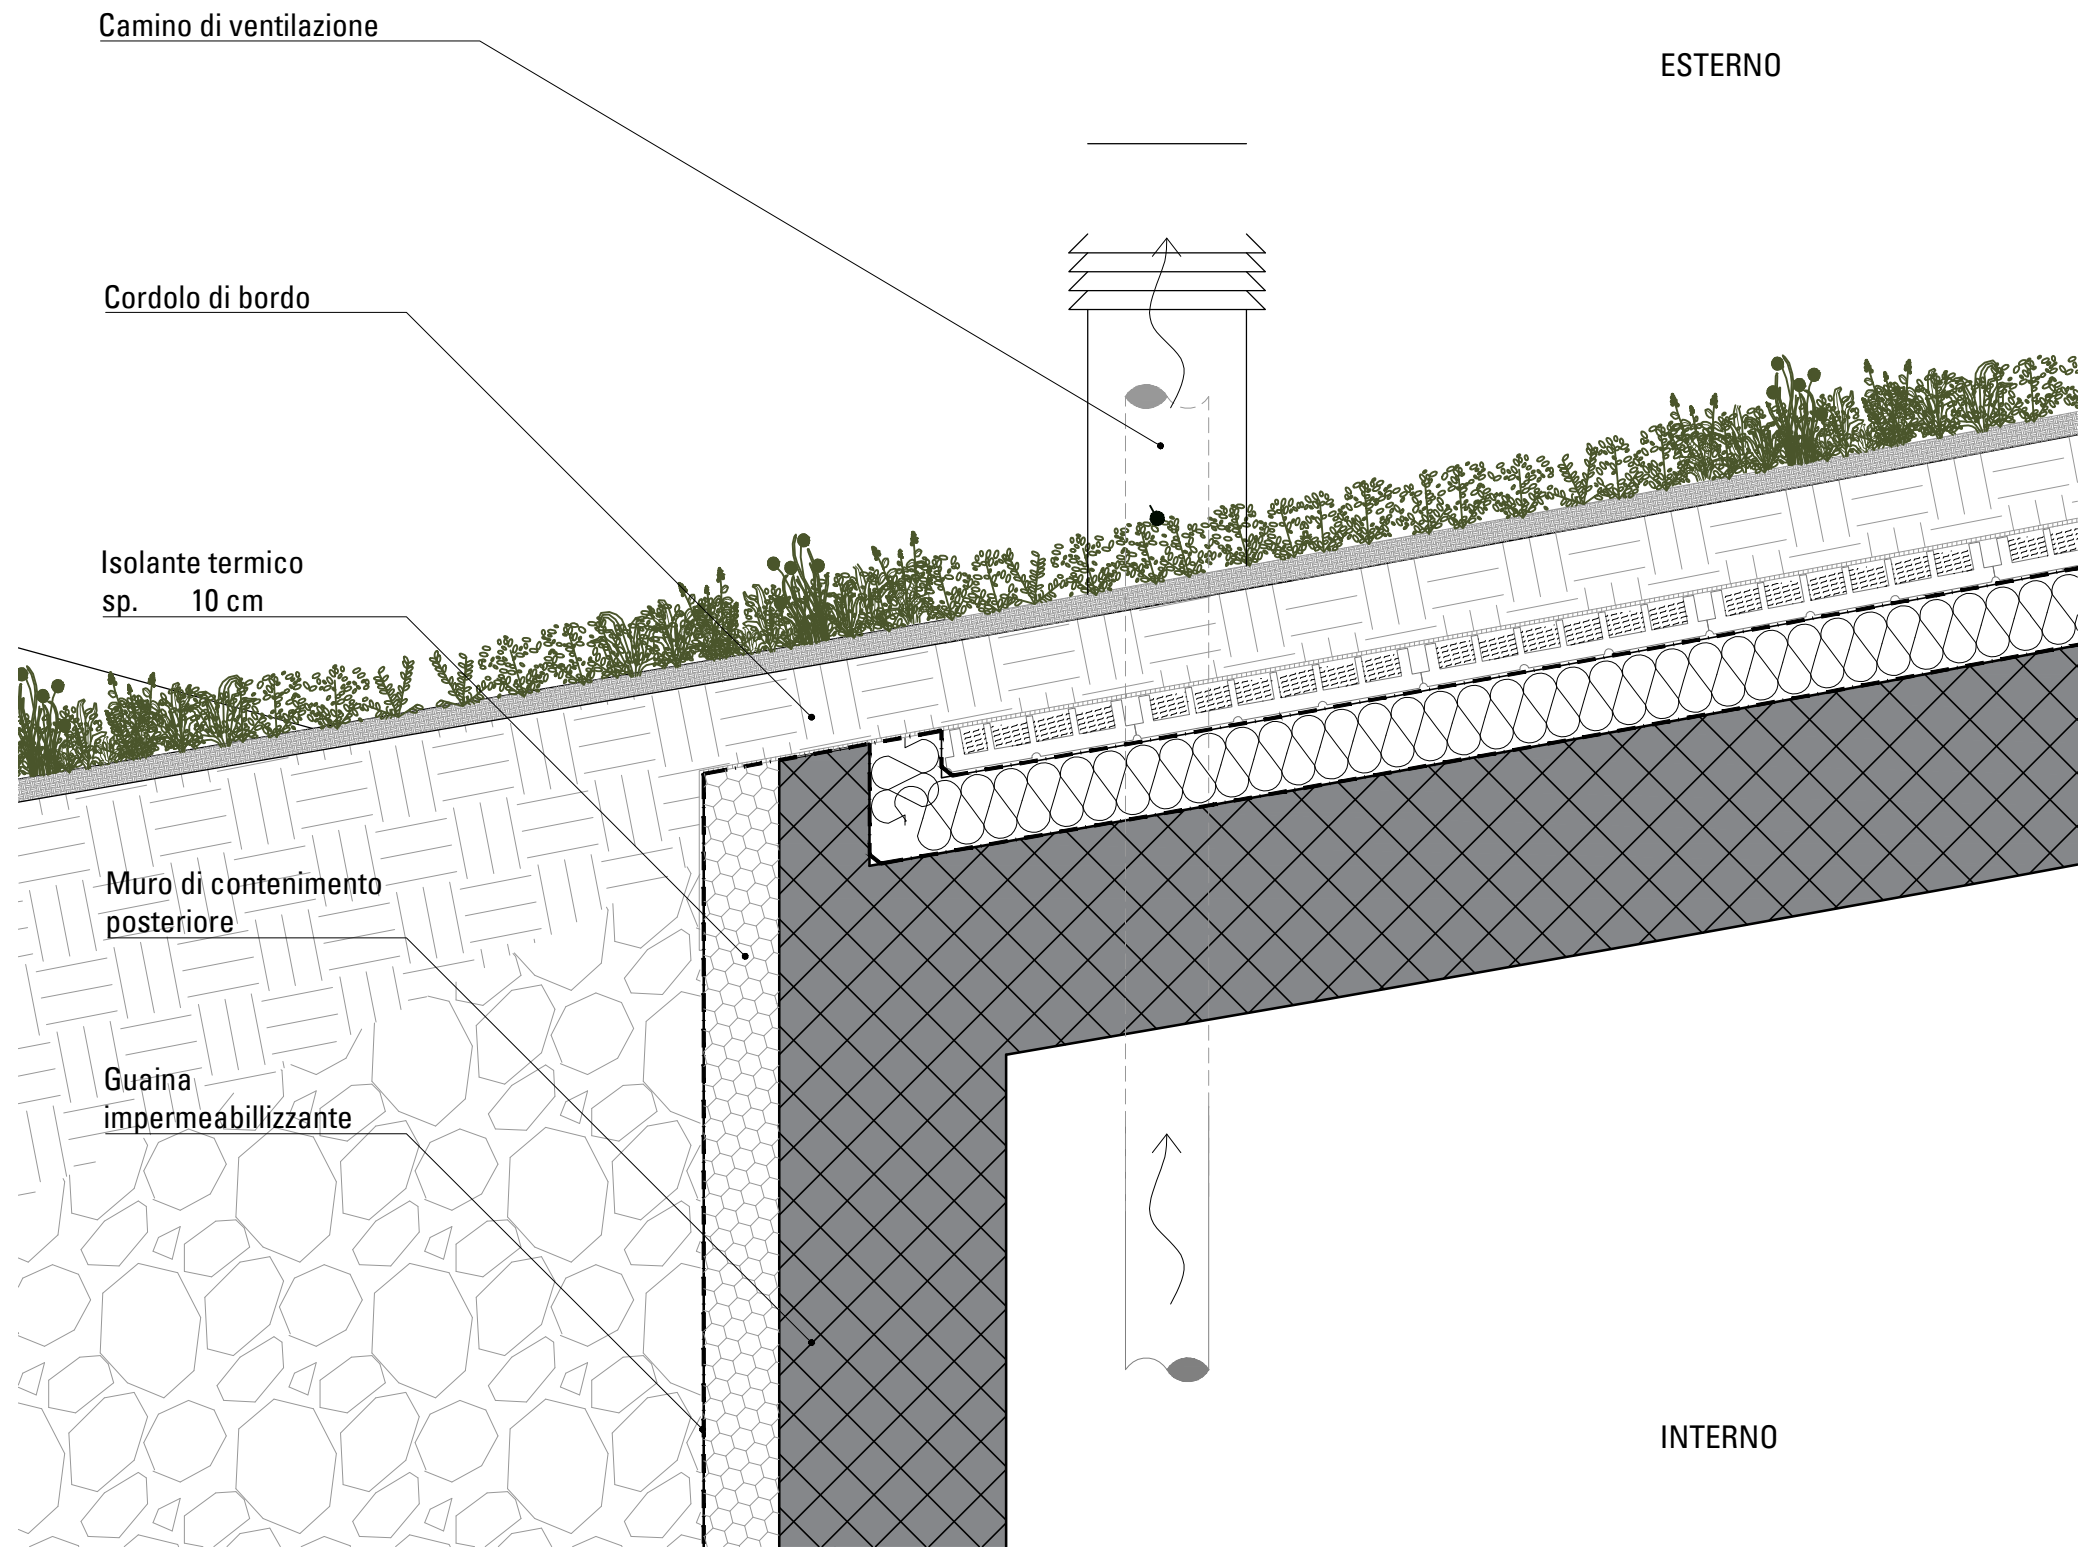 Camino di ventilazione
ESTERNO
Cordolo di bordo
Isolante termico
sp. 10 cm
Muro di contenimento
posteriore
Guaina
impermeabillizzante
INTERNO